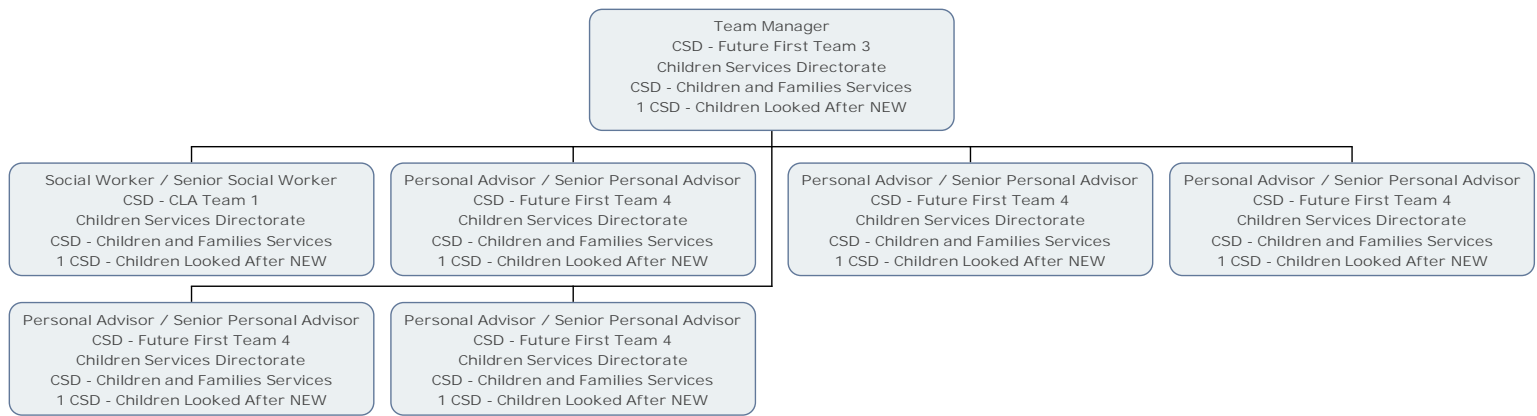 Team Manager
CSD - Future First Team 3
Children Services Directorate
CSD - Children and Families Services
1 CSD - Children Looked After NEW
Social Worker / Senior Social Worker
CSD - CLA Team 1
Children Services Directorate
CSD - Children and Families Services
1 CSD - Children Looked After NEW
Personal Advisor / Senior Personal Advisor
CSD - Future First Team 4
Children Services Directorate
CSD - Children and Families Services
1 CSD - Children Looked After NEW
Personal Advisor / Senior Personal Advisor
CSD - Future First Team 4
Children Services Directorate
CSD - Children and Families Services
1 CSD - Children Looked After NEW
Personal Advisor / Senior Personal Advisor
CSD - Future First Team 4
Children Services Directorate
CSD - Children and Families Services
1 CSD - Children Looked After NEW
Personal Advisor / Senior Personal Advisor
CSD - Future First Team 4
Children Services Directorate
CSD - Children and Families Services
1 CSD - Children Looked After NEW
Personal Advisor / Senior Personal Advisor
CSD - Future First Team 4
Children Services Directorate
CSD - Children and Families Services
1 CSD - Children Looked After NEW